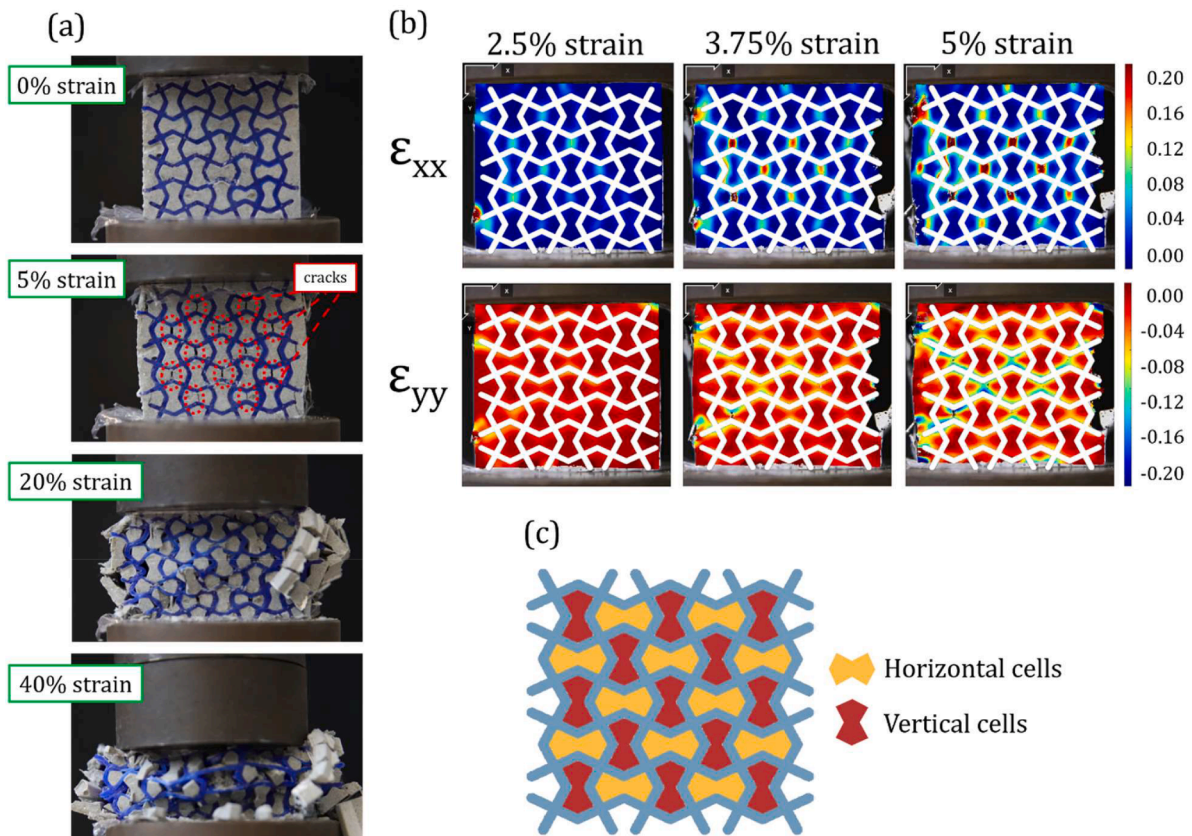 (a)
0% strain
5% strain
cracks
20% strain
40% strain
(b)
2.5% strain
3.75% strain
5% strain
εxx
x
x
x
Y
Y
Y
0.20
0.16
0.12
0.08
0.04
0.00
εyy
x
x
x
Y
Y
Y
0.00
-0.04
-0.08
-0.12
-0.16
-0.20
(c)
Horizontal cells
Vertical cells